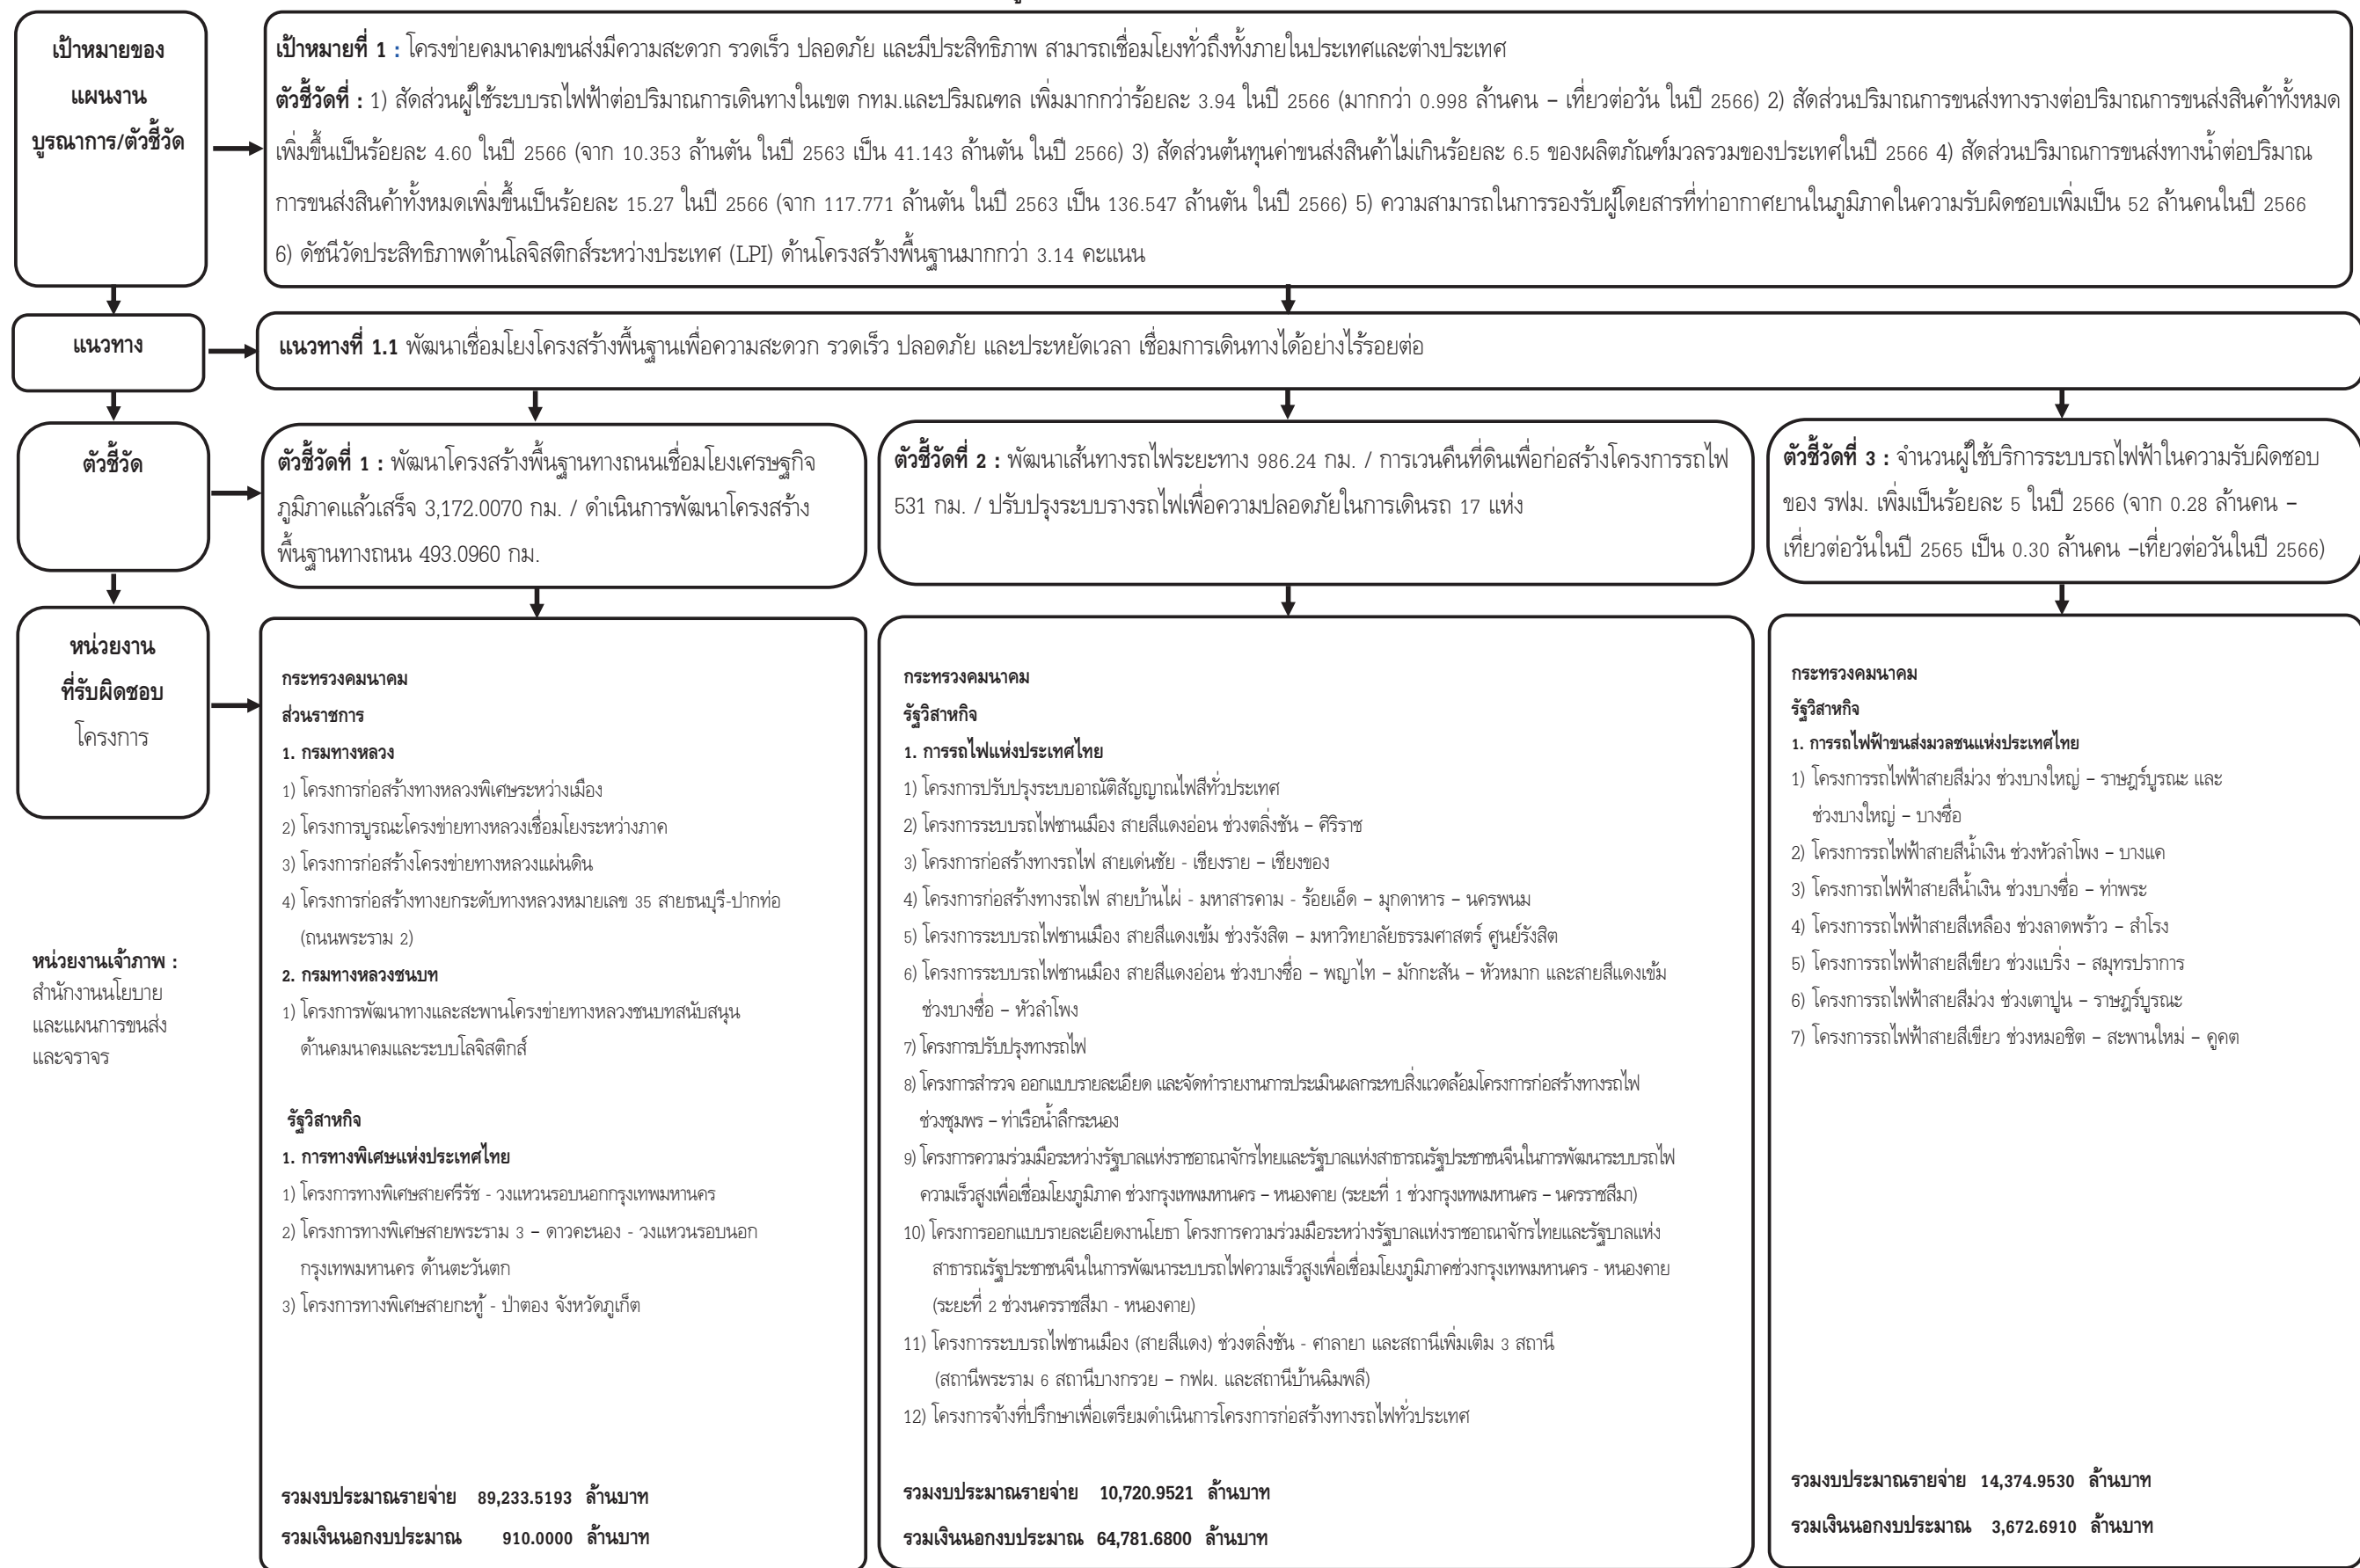 เป้าหมายของ
แผนงาน
บูรณาการ/ตัวชี้วัด
เป้าหมายที่ 1 : โครงข่ายคมนาคมขนส่งมีความสะดวก รวดเร็ว ปลอดภัย และมีประสิทธิภาพ สามารถเชื่อมโยงทั่วถึงทั้งภายในประเทศและต่างประเทศ
ตัวชี้วัดที่ : 1) สัดส่วนผู้ใช้ระบบรถไฟฟ้าต่อปริมาณการเดินทางในเขต กทม.และปริมณฑล เพิ่มมากกว่าร้อยละ 3.94 ในปี 2566 (มากกว่า 0.998 ล้านคน – เที่ยวต่อวัน ในปี 2566) 2) สัดส่วนปริมาณการขนส่งทางรางต่อปริมาณการขนส่งสินค้าทั้งหมด
เพิ่มขึ้นเป็นร้อยละ 4.60 ในปี 2566 (จาก 10.353 ล้านตัน ในปี 2563 เป็น 41.143 ล้านตัน ในปี 2566) 3) สัดส่วนต้นทุนค่าขนส่งสินค้าไม่เกินร้อยละ 6.5 ของผลิตภัณฑ์มวลรวมของประเทศในปี 2566 4) สัดส่วนปริมาณการขนส่งทางน้ำต่อปริมาณ
การขนส่งสินค้าทั้งหมดเพิ่มขึ้นเป็นร้อยละ 15.27 ในปี 2566 (จาก 117.771 ล้านตัน ในปี 2563 เป็น 136.547 ล้านตัน ในปี 2566) 5) ความสามารถในการรองรับผู้โดยสารที่ท่าอากาศยานในภูมิภาคในความรับผิดชอบเพิ่มเป็น 52 ล้านคนในปี 2566
6) ดัชนีวัดประสิทธิภาพด้านโลจิสติกส์ระหว่างประเทศ (LPI) ด้านโครงสร้างพื้นฐานมากกว่า 3.14 คะแนน
แนวทาง
แนวทางที่ 1.1 พัฒนาเชื่อมโยงโครงสร้างพื้นฐานเพื่อความสะดวก รวดเร็ว ปลอดภัย และประหยัดเวลา เชื่อมการเดินทางได้อย่างไร้รอยต่อ
ตัวชี้วัด
ตัวชี้วัดที่ 1 : พัฒนาโครงสร้างพื้นฐานทางถนนเชื่อมโยงเศรษฐกิจ
ภูมิภาคแล้วเสร็จ 3,172.0070 กม. / ดำเนินการพัฒนาโครงสร้าง
พื้นฐานทางถนน 493.0960 กม.
ตัวชี้วัดที่ 2 : พัฒนาเส้นทางรถไฟระยะทาง 986.24 กม. / การเวนคืนที่ดินเพื่อก่อสร้างโครงการรถไฟ
531 กม. / ปรับปรุงระบบรางรถไฟเพื่อความปลอดภัยในการเดินรถ 17 แห่ง
ตัวชี้วัดที่ 3 : จำนวนผู้ใช้บริการระบบรถไฟฟ้าในความรับผิดชอบ
ของ รฟม. เพิ่มเป็นร้อยละ 5 ในปี 2566 (จาก 0.28 ล้านคน –
เที่ยวต่อวันในปี 2565 เป็น 0.30 ล้านคน –เที่ยวต่อวันในปี 2566)
หน่วยงาน
ที่รับผิดชอบ
โครงการ
หน่วยงานเจ้าภาพ :
สำนักงานนโยบาย
และแผนการขนส่ง
และจราจร
กระทรวงคมนาคม
ส่วนราชการ
1. กรมทางหลวง
1) โครงการก่อสร้างทางหลวงพิเศษระหว่างเมือง
2) โครงการบูรณะโครงข่ายทางหลวงเชื่อมโยงระหว่างภาค
3) โครงการก่อสร้างโครงข่ายทางหลวงแผ่นดิน
4) โครงการก่อสร้างทางยกระดับทางหลวงหมายเลข 35 สายธนบุรี-ปากท่อ
(ถนนพระราม 2)
2. กรมทางหลวงชนบท
1) โครงการพัฒนาทางและสะพานโครงข่ายทางหลวงชนบทสนับสนุน
ด้านคมนาคมและระบบโลจิสติกส์
รัฐวิสาหกิจ
1. การทางพิเศษแห่งประเทศไทย
1) โครงการทางพิเศษสายศรีรัช - วงแหวนรอบนอกกรุงเทพมหานคร
2) โครงการทางพิเศษสายพระราม 3 – ดาวคะนอง - วงแหวนรอบนอก
กรุงเทพมหานคร ด้านตะวันตก
3) โครงการทางพิเศษสายกะทู้ - ป่าตอง จังหวัดภูเก็ต
รวมงบประมาณรายจ่าย 89,233.5193 ล้านบาท
รวมเงินนอกงบประมาณ 910.0000 ล้านบาท
กระทรวงคมนาคม
รัฐวิสาหกิจ
1. การรถไฟแห่งประเทศไทย
1) โครงการปรับปรุงระบบอาณัติสัญญาณไฟสีทั่วประเทศ
2) โครงการระบบรถไฟชานเมือง สายสีแดงอ่อน ช่วงตลิ่งชัน – ศิริราช
3) โครงการก่อสร้างทางรถไฟ สายเด่นชัย - เชียงราย – เชียงของ
4) โครงการก่อสร้างทางรถไฟ สายบ้านไผ่ - มหาสารคาม - ร้อยเอ็ด – มุกดาหาร – นครพนม
5) โครงการระบบรถไฟชานเมือง สายสีแดงเข้ม ช่วงรังสิต – มหาวิทยาลัยธรรมศาสตร์ ศูนย์รังสิต
6) โครงการระบบรถไฟชานเมือง สายสีแดงอ่อน ช่วงบางซื่อ – พญาไท – มักกะสัน – หัวหมาก และสายสีแดงเข้ม
ช่วงบางซื่อ – หัวลำโพง
7) โครงการปรับปรุงทางรถไฟ
8) โครงการสำรวจ ออกแบบรายละเอียด และจัดทำรายงานการประเมินผลกระทบสิ่งแวดล้อมโครงการก่อสร้างทางรถไฟ
ช่วงชุมพร – ท่าเรือน้ำลึกระนอง
9) โครงการความร่วมมือระหว่างรัฐบาลแห่งราชอาณาจักรไทยและรัฐบาลแห่งสาธารณรัฐประชาชนจีนในการพัฒนาระบบรถไฟ
ความเร็วสูงเพื่อเชื่อมโยงภูมิภาค ช่วงกรุงเทพมหานคร – หนองคาย (ระยะที่ 1 ช่วงกรุงเทพมหานคร – นครราชสีมา)
10) โครงการออกแบบรายละเอียดงานโยธา โครงการความร่วมมือระหว่างรัฐบาลแห่งราชอาณาจักรไทยและรัฐบาลแห่ง
สาธารณรัฐประชาชนจีนในการพัฒนาระบบรถไฟความเร็วสูงเพื่อเชื่อมโยงภูมิภาคช่วงกรุงเทพมหานคร - หนองคาย
(ระยะที่ 2 ช่วงนครราชสีมา - หนองคาย)
11) โครงการระบบรถไฟชานเมือง (สายสีแดง) ช่วงตลิ่งชัน - ศาลายา และสถานีเพิ่มเติม 3 สถานี
(สถานีพระราม 6 สถานีบางกรวย – กฟผ. และสถานีบ้านฉิมพลี)
12) โครงการจ้างที่ปรึกษาเพื่อเตรียมดำเนินการโครงการก่อสร้างทางรถไฟทั่วประเทศ
รวมงบประมาณรายจ่าย 10,720.9521 ล้านบาท
รวมเงินนอกงบประมาณ 64,781.6800 ล้านบาท
กระทรวงคมนาคม
รัฐวิสาหกิจ
1. การรถไฟฟ้าขนส่งมวลชนแห่งประเทศไทย
1) โครงการรถไฟฟ้าสายสีม่วง ช่วงบางใหญ่ – ราษฎร์บูรณะ และ
ช่วงบางใหญ่ – บางซื่อ
2) โครงการรถไฟฟ้าสายสีน้ำเงิน ช่วงหัวลำโพง – บางแค
3) โครงการถไฟฟ้าสายสีน้ำเงิน ช่วงบางซื่อ – ท่าพระ
4) โครงการรถไฟฟ้าสายสีเหลือง ช่วงลาดพร้าว – สำโรง
5) โครงการรถไฟฟ้าสายสีเขียว ช่วงแบริ่ง – สมุทรปราการ
6) โครงการรถไฟฟ้าสายสีม่วง ช่วงเตาปูน – ราษฎร์บูรณะ
7) โครงการรถไฟฟ้าสายสีเขียว ช่วงหมอชิต – สะพานใหม่ – คูคต
รวมงบประมาณรายจ่าย 14,374.9530 ล้านบาท
รวมเงินนอกงบประมาณ 3,672.6910 ล้านบาท